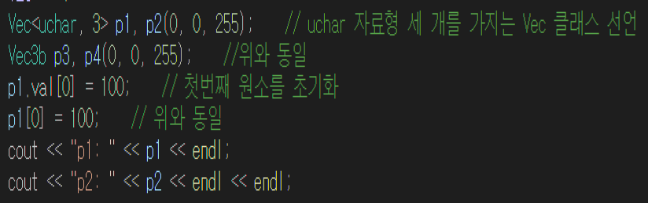 Vec<uchar, 3> p1, p2(0, 0, 255);   // uchar 자료형 세 개를 가지는 Vec 클래스 선언
Vec3b p3, p4(0, 0, 255);   //위와 동일
p1.val[0] = 100;   // 첫번째 원소를 초기화
p1[0] = 100;   // 위와 동일
cout << "p1: " << p1 << endl;
cout << "p2: " << p2 << endl << endl;